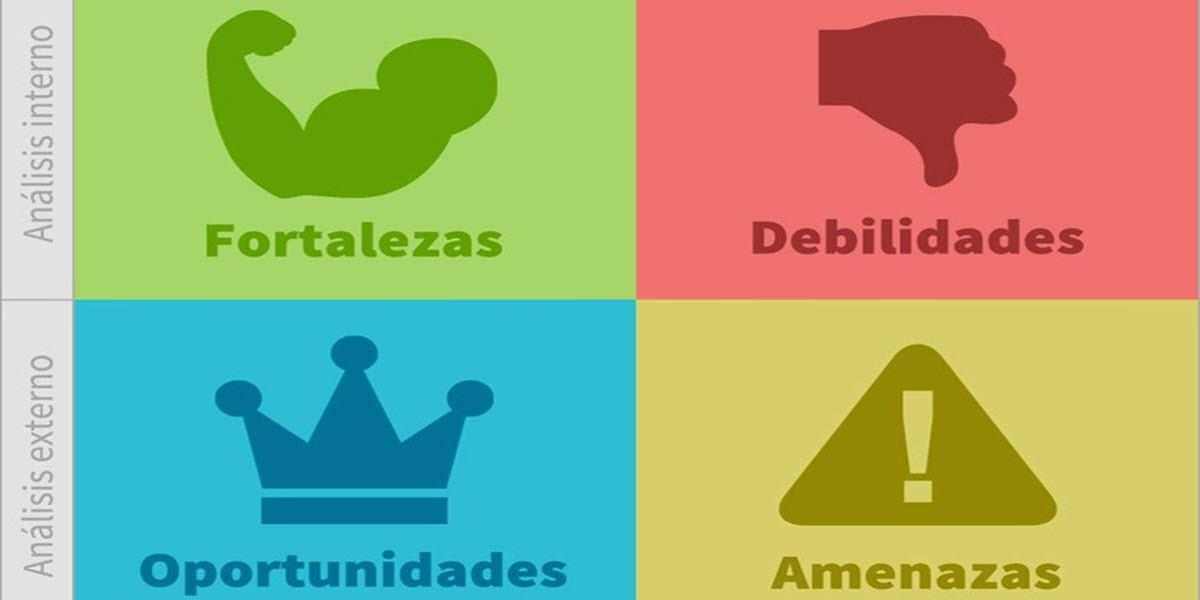 Análisis interno
Fortalezas
Debilidades
Análisis externo
Oportunidades
Amenazas